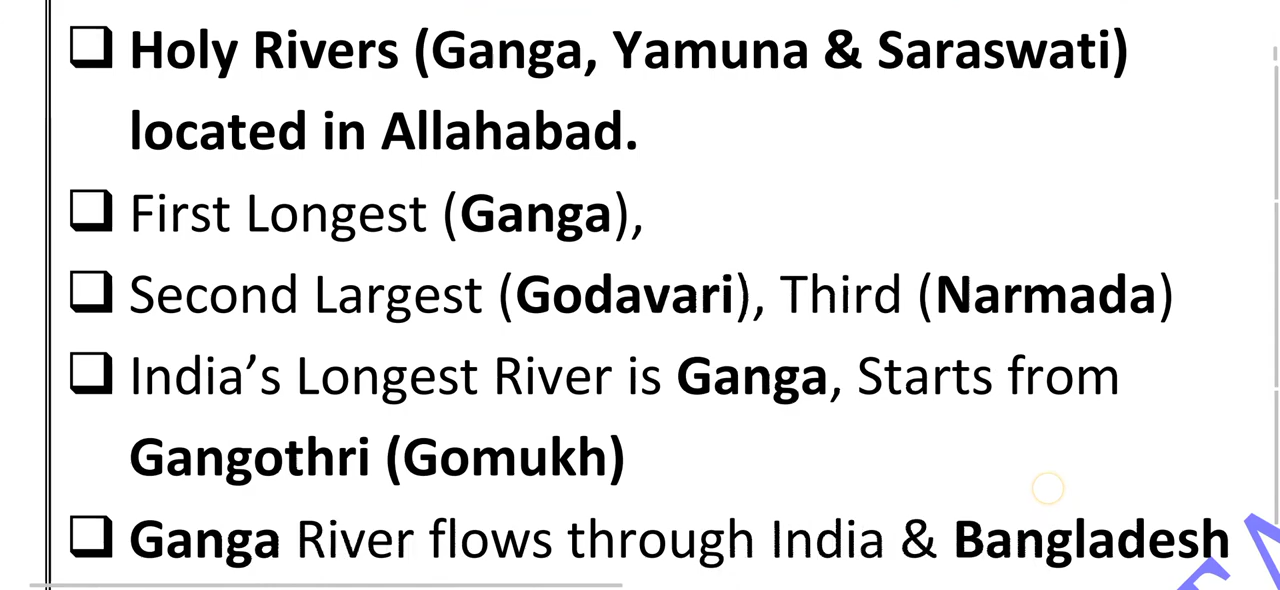 ❑ Holy Rivers (Ganga, Yamuna & Saraswati)
located in Allahabad.
❑ First Longest (Ganga),
❑ Second Largest (Godavari), Third (Narmada)
❑ India’s Longest River is Ganga, Starts from
Gangothri (Gomukh)
❑ Ganga River flows through India & Bangladesh